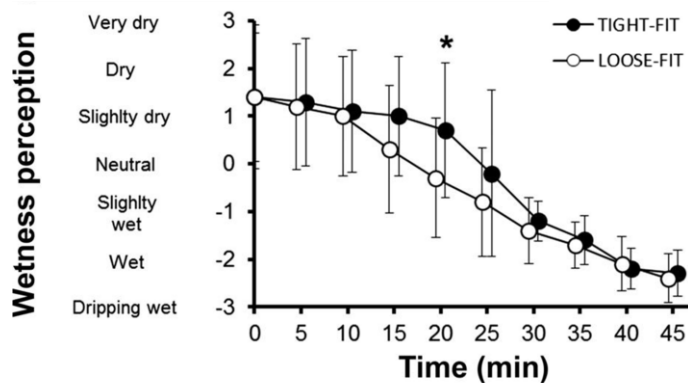 Very dry
Dry
Slighlty dry
Neutral
Slighlty
wet
Wet
Dripping wet
Wetness perception
3
2
1
0
-1
-2
-3
*
TIGHT-FIT
LOOSE-FIT
0 5 10 15 20 25 30 35 40 45
Time (min)